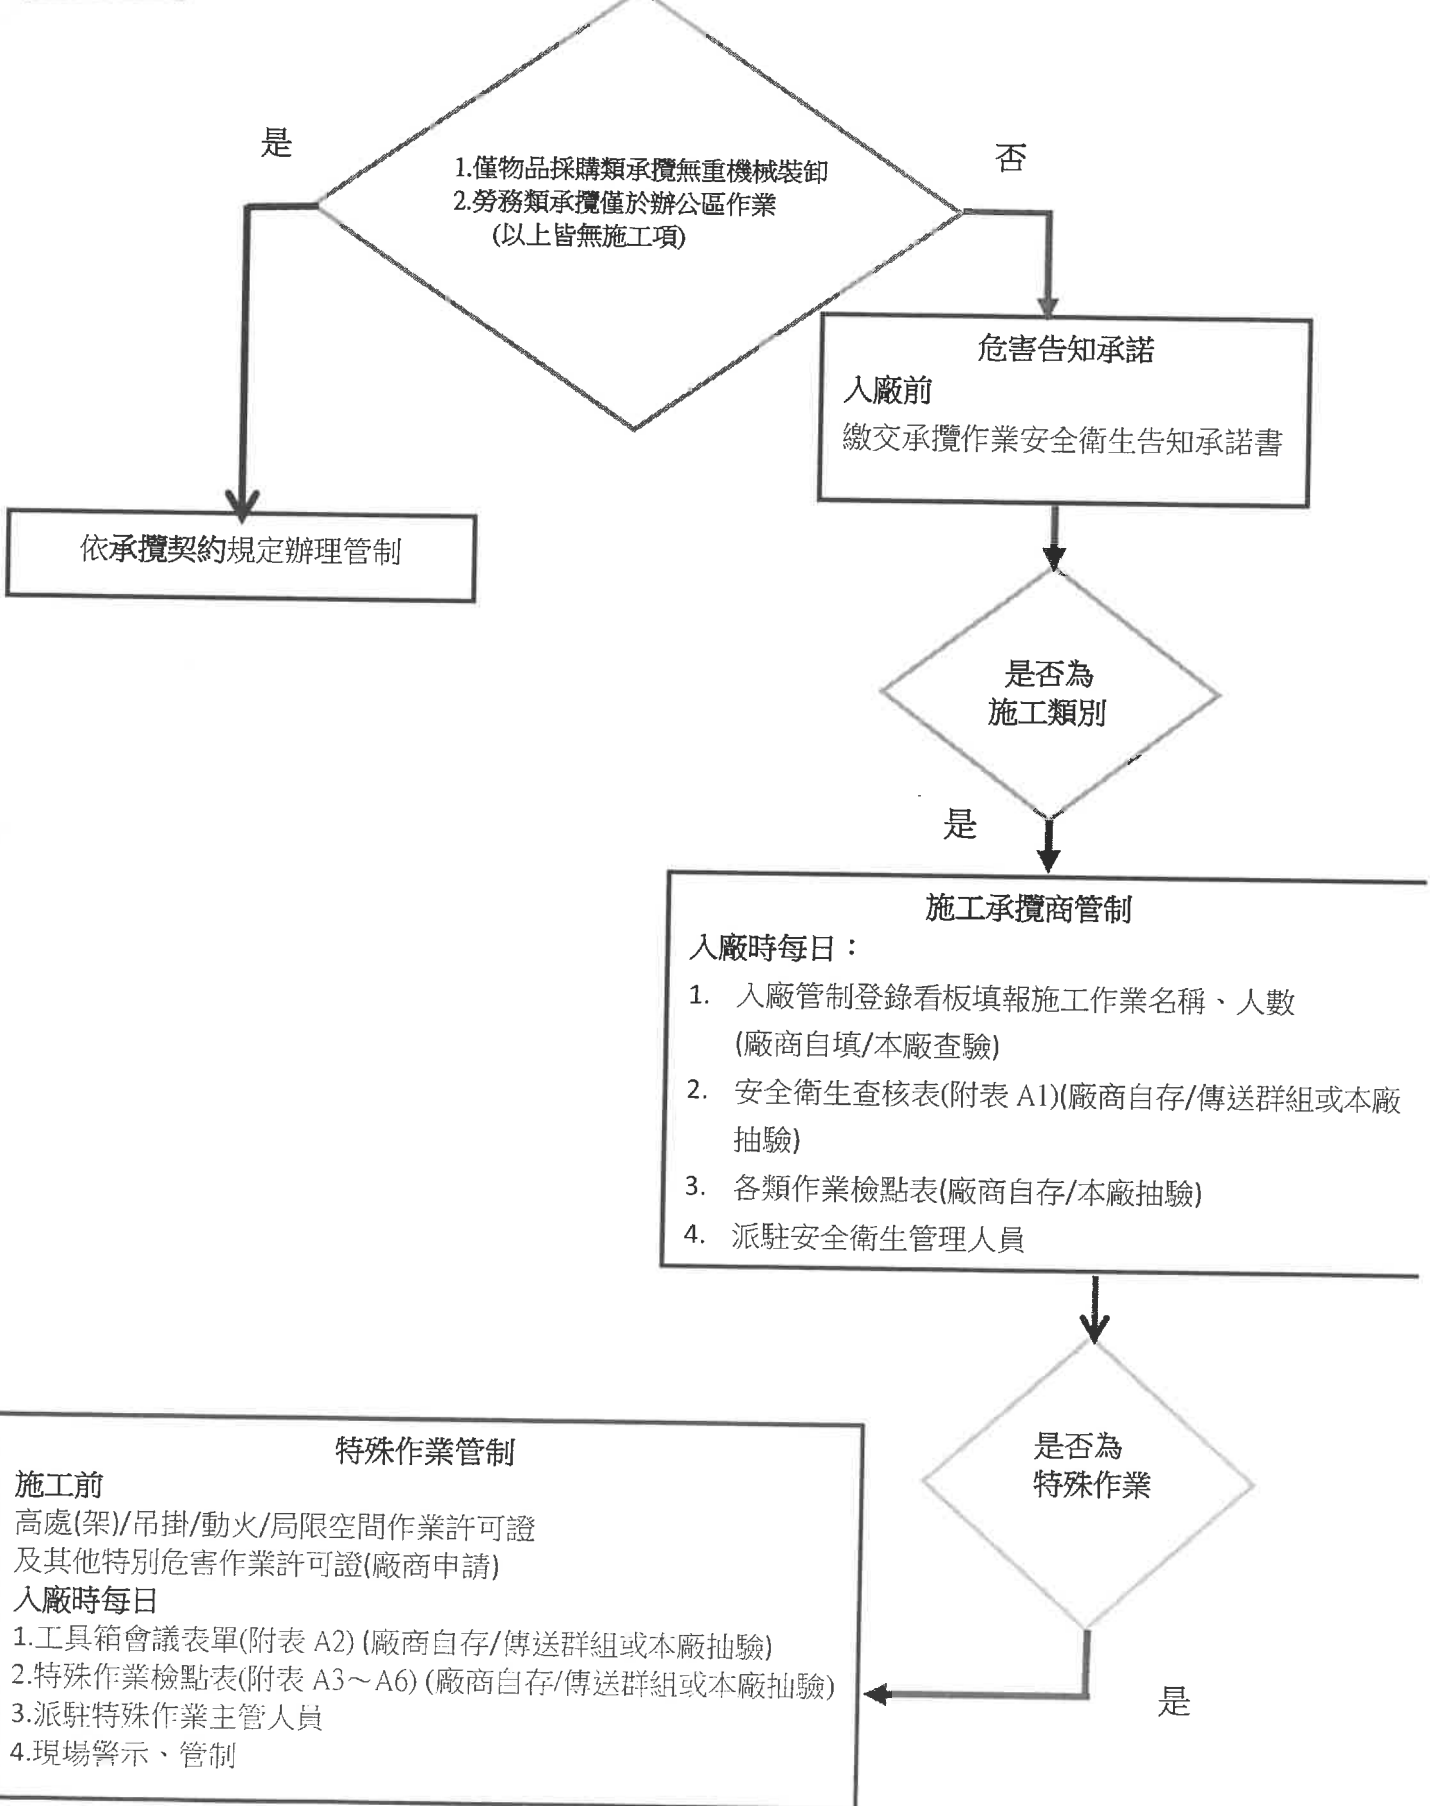 是
否
1.僅物品採購類承攬無重機械裝卸
2.勞務類承攬僅於辦公區作業
(以上皆無施工項)
危害告知承諾
入廠前
繳交承攬作業安全衛生告知承諾書
依承攬契約規定辦理管制
是否為
施工類別
是
施工承攬商管制
入廠時每日：
1. 入廠管制登錄看板填報施工作業名稱、人數
(廠商自填/本廠查驗)
2. 安全衛生查核表(附表 A1)(廠商自存/傳送群組或本廠
抽驗)
3. 各類作業檢點表(廠商自存/本廠抽驗)
4. 派駐安全衛生管理人員
是否為
特殊作業
是
特殊作業管制
施工前
高處(架)/吊掛/動火/局限空間作業許可證
及其他特別危害作業許可證(廠商申請)
入廠時每日
1.工具箱會議表單(附表 A2) (廠商自存/傳送群組或本廠抽驗)
2.特殊作業檢點表(附表 A3～A6) (廠商自存/傳送群組或本廠抽驗)
3.派駐特殊作業主管人員
4.現場警示、管制